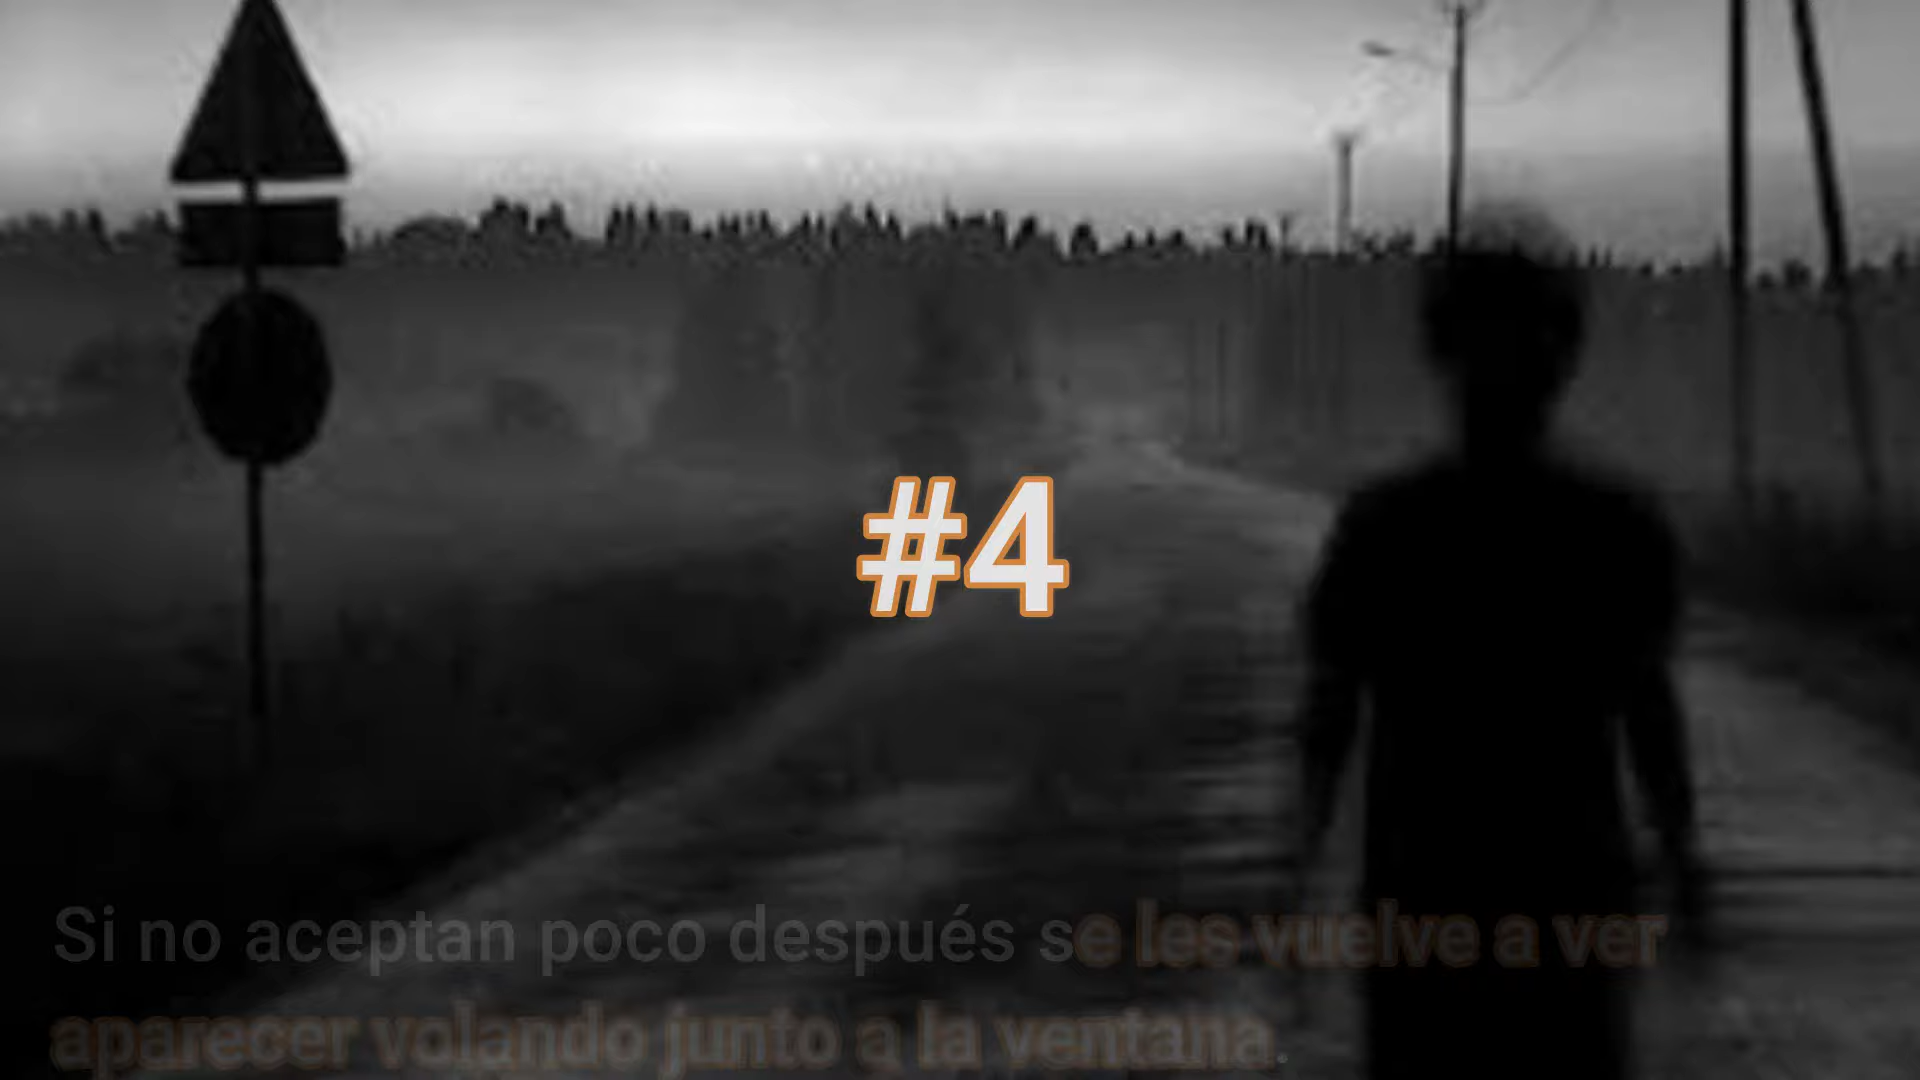 #4
Si no aceptan poco después se les vuelve a ver
aparecer volando junto a la ventana.